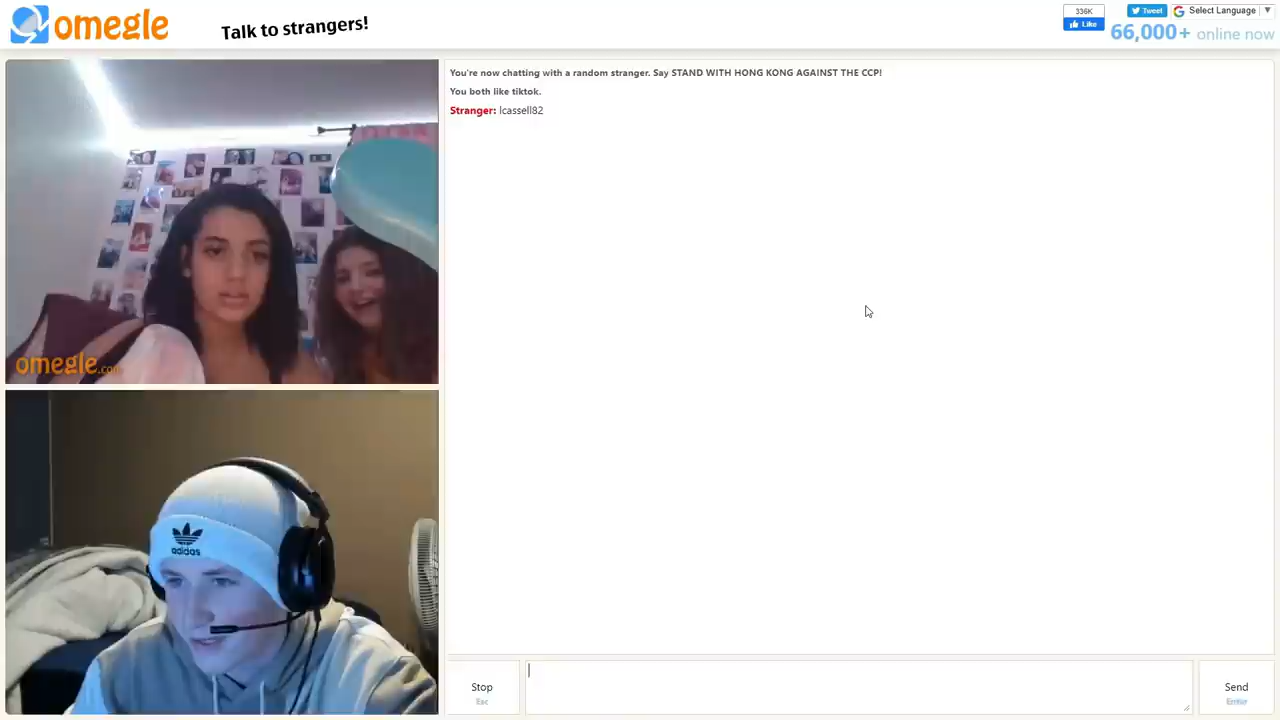 omegle
Talk to strangers!
336K
Like
Tweet
Select Language ▼
66,000+ online now
You're now chatting with a random stranger. Say STAND WITH HONG KONG AGAINST THE CCP!
You both like tiktok.
Stranger: lcassell82
omegle.com
adidas
Stop
Esc
Send
Enter